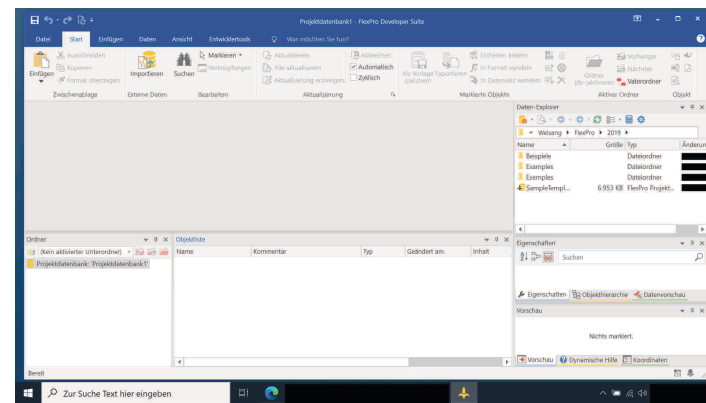 Projektdatenbank1 - FlexPro Developer Suite
Datei Start Einfügen Daten Ansicht Entwicklertools Was möchten Sie tun?
Einfügen
Ausschneiden
Kopieren
Format übertragen
Zwischenablage
Importieren
Externe Daten
Suchen
Markieren
Verknüpfungen
Bearbeiten
Aktualisieren
Alle aktualisieren
Aktualisierung erzwingen
Abbrechen
Automatisch
Zyklisch
Aktualisierung
Als Vorlage speichern
Exportieren
Einheiten ändern
In Formel wandeln
In Datensatz wandeln
Markierte Objekte
Ordner (de-)aktivieren
Vorheriger
Nächster
Vaterordner
Aktiver Ordner
Objekt
Daten-Explorer
Weisang FlexPro 2019
Name Größe Typ Änderun
Beispiele Dateiordner
Examples Dateiordner
Exemples Dateiordner
SampleTempl... 6.953 KB FlexPro Projekt...
Ordner
(Kein aktivierter Unterordner)
Projektdatenbank: 'Projektdatenbank1'
Objektliste
Name Kommentar Typ Geändert am Inhalt
Eigenschaften
Suchen
Eigenschaften Objekthierarchie Datenvorschau
Vorschau
Nichts markiert.
Vorschau Dynamische Hilfe Koordinaten
Bereit
Zur Suche Text hier eingeben